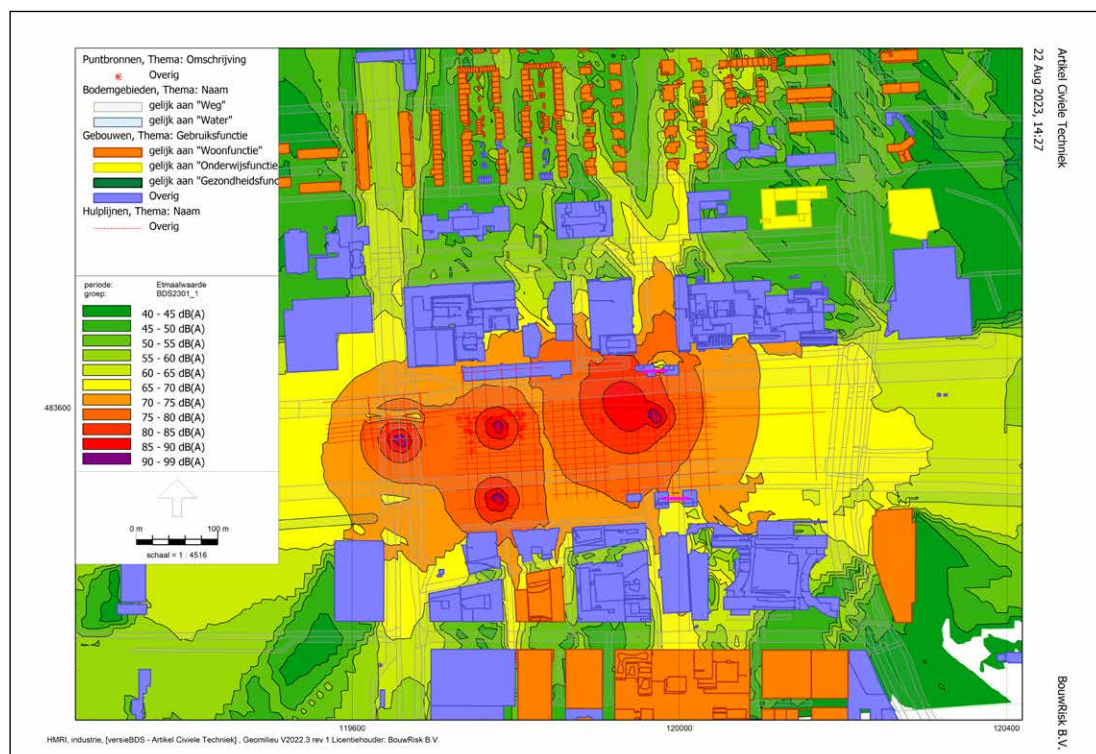 Puntbronnen, Thema: Omschrijving
Overig
Bodemgebieden, Thema: Naam
gelijk aan "Weg"
gelijk aan "Water"
Gebouwen, Thema: Gebruiksfunctie
gelijk aan "Woonfunctie"
gelijk aan "Onderwijsfunctie
gelijk aan "Gezondheidsfund
Overig
Hulplijnen, Thema: Naam
Overig
periode: Etmaalwaarde
groep: BDS2301_1
40 - 45 dB(A)
45 - 50 dB(A)
50 - 55 dB(A)
55 - 60 dB(A)
60 - 65 dB(A)
65 - 70 dB(A)
70 - 75 dB(A)
75 - 80 dB(A)
80 - 85 dB(A)
85 - 90 dB(A)
90 - 99 dB(A)
0 m 100 m
schaal = 1 : 4516
483600
119600 120000 120400
HMRI, industrie, [versieBDS - Artikel Civiele Techniek] , Geomilieu V2022.3 rev 1 Licentiehouder: BouwRisk B.V.
Artikel Civiele Techniek
22 Aug 2023, 14:27
BouwRisk B.V.